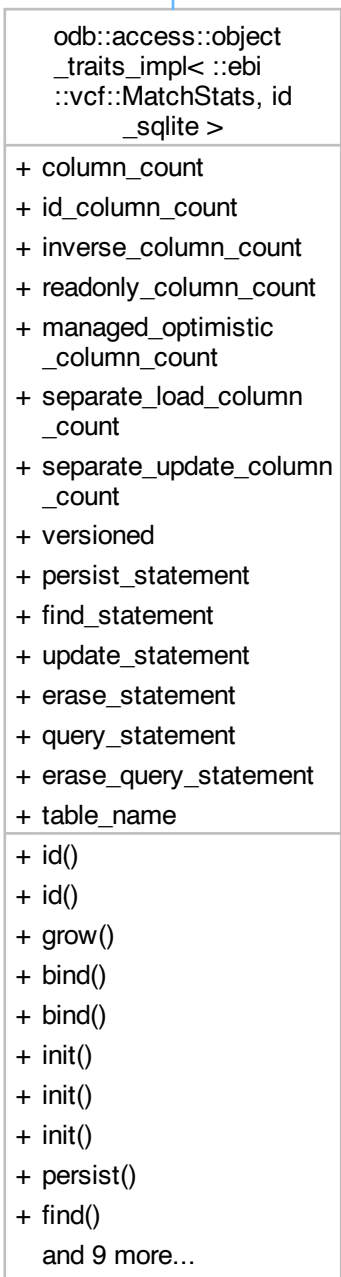 odb::access::object
_traits_impl< ::ebi
::vcf::MatchStats, id
_sqlite >
+ column_count
+ id_column_count
+ inverse_column_count
+ readonly_column_count
+ managed_optimistic
_column_count
+ separate_load_column
_count
+ separate_update_column
_count
+ versioned
+ persist_statement
+ find_statement
+ update_statement
+ erase_statement
+ query_statement
+ erase_query_statement
+ table_name
+ id()
+ id()
+ grow()
+ bind()
+ bind()
+ init()
+ init()
+ init()
+ persist()
+ find()
and 9 more...